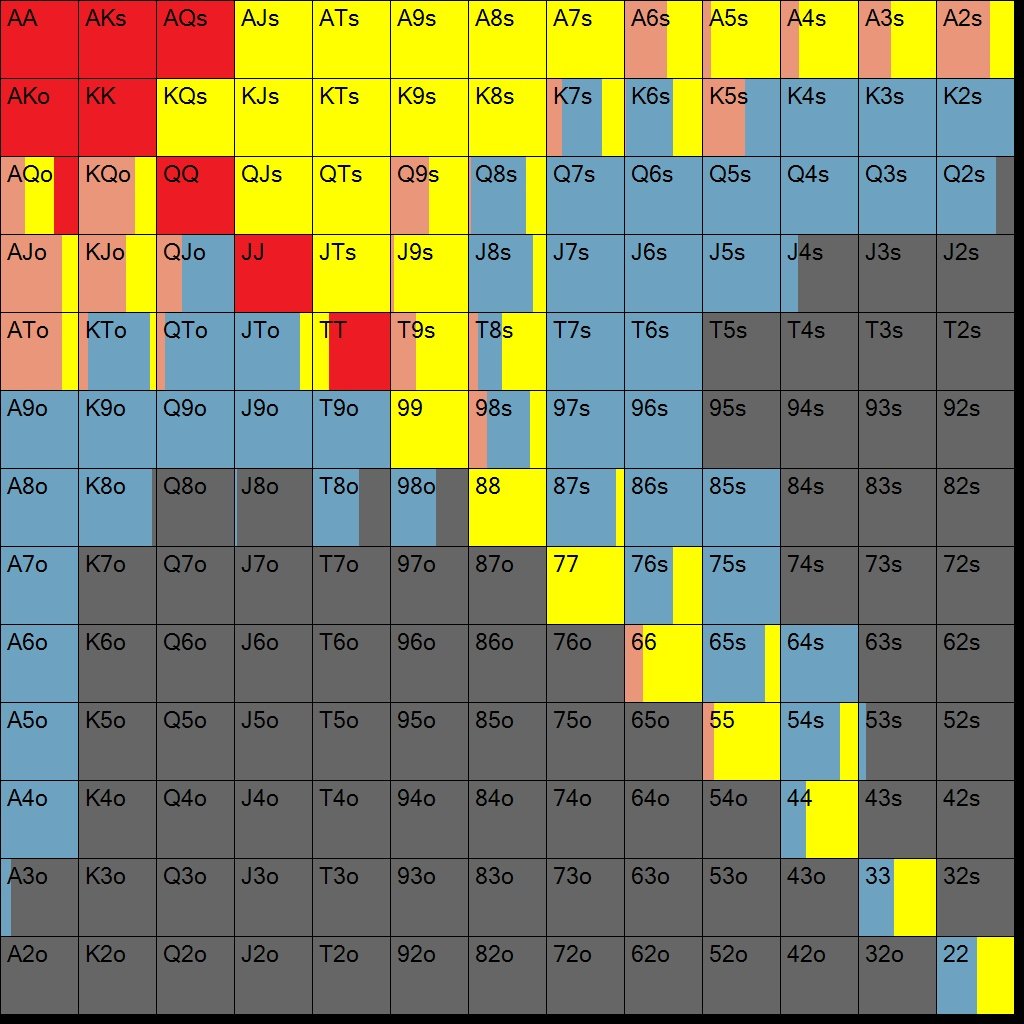 AA AKs AQs AJs ATs A9s A8s A7s A6s A5s A4s A3s A2s
AKo KK KQs KJs KTs K9s K8s K7s K6s K5s K4s K3s K2s
AQo KQo QQ QJs QTs Q9s Q8s Q7s Q6s Q5s Q4s Q3s Q2s
AJo KJo QJo JJ JTs J9s J8s J7s J6s J5s J4s J3s J2s
ATo KTo QTo JTo TT T9s T8s T7s T6s T5s T4s T3s T2s
A9o K9o Q9o J9o T9o 99 98s 97s 96s 95s 94s 93s 92s
A8o K8o Q8o J8o T8o 98o 88 87s 86s 85s 84s 83s 82s
A7o K7o Q7o J7o T7o 97o 87o 77 76s 75s 74s 73s 72s
A6o K6o Q6o J6o T6o 96o 86o 76o 66 65s 64s 63s 62s
A5o K5o Q5o J5o T5o 95o 85o 75o 65o 55 54s 53s 52s
A4o K4o Q4o J4o T4o 94o 84o 74o 64o 54o 44 43s 42s
A3o K3o Q3o J3o T3o 93o 83o 73o 63o 53o 43o 33 32s
A2o K2o Q2o J2o T2o 92o 82o 72o 62o 52o 42o 32o 22